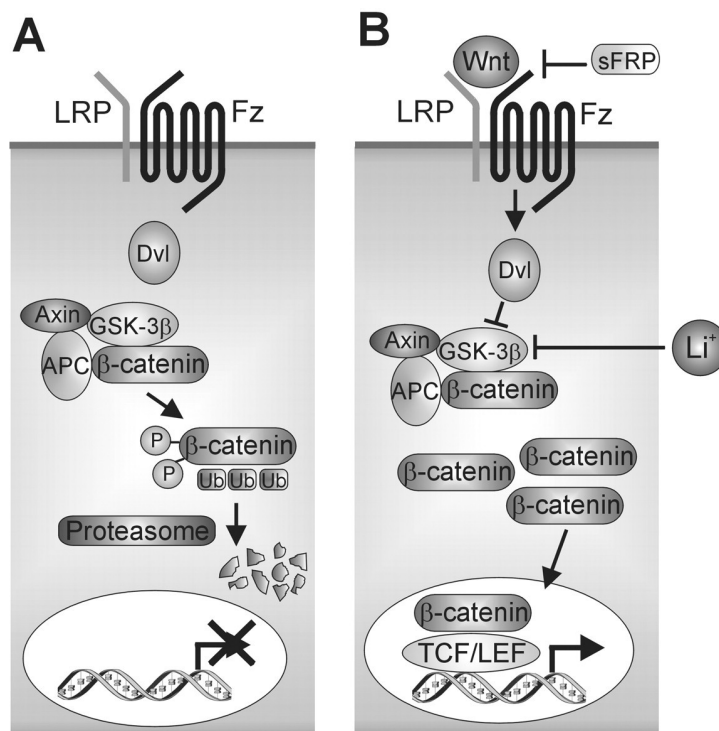 A
LRP
Fz
Dvl
Axin
GSK-3β
APC
β-catenin
P
β-catenin
P
Ub Ub Ub
Proteasome
B
Wnt
sFRP
LRP
Fz
Dvl
Axin
GSK-3β
Li+
APC
β-catenin
β-catenin
β-catenin
β-catenin
β-catenin
TCF/LEF